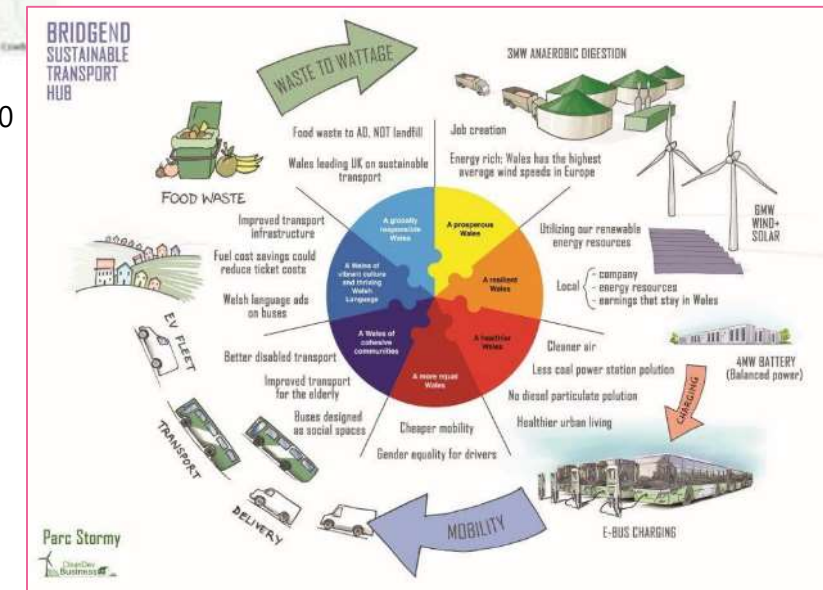 BRIDGEND
SUSTAINABLE
TRANSPORT
HUB
0
WASTE TO WATTAGE
3MW ANAEROBIC DIGESTION
FOOD WASTE
Food waste to AD, NOT landfill
Wales leading UK on sustainable
transport
Job creation
Energy rich: Wales has the highest
average wind speeds in Europe
6MW
WIND+
SOLAR
Improved transport
infrastructure
Fuel cost savings could
reduce ticket costs
Welsh language ads
on buses
A globally
responsible
Wales
A prosperous
Wales
A Wales of
vibrant culture
and thriving
Welsh
Language
A resilient
Wales
A Wales of
cohesive
communities
A healthier
Wales
A more equal
Wales
Utilizing our renewable
energy resources
Local
- company
- energy resources
- earnings that stay in Wales
4MW BATTERY
(Balanced power)
CHARGING
Cleaner air
Less coal power station polution
No diesel particulate polution
Healthier urban living
Better disabled transport
Improved transport
for the elderly
Buses designed
as social spaces
Cheaper mobility
Gender equality for drivers
EV FLEET
TRANSPORT
DELIVERY
MOBILITY
E-BUS CHARGING
Parc Stormy
CleanDev
Business